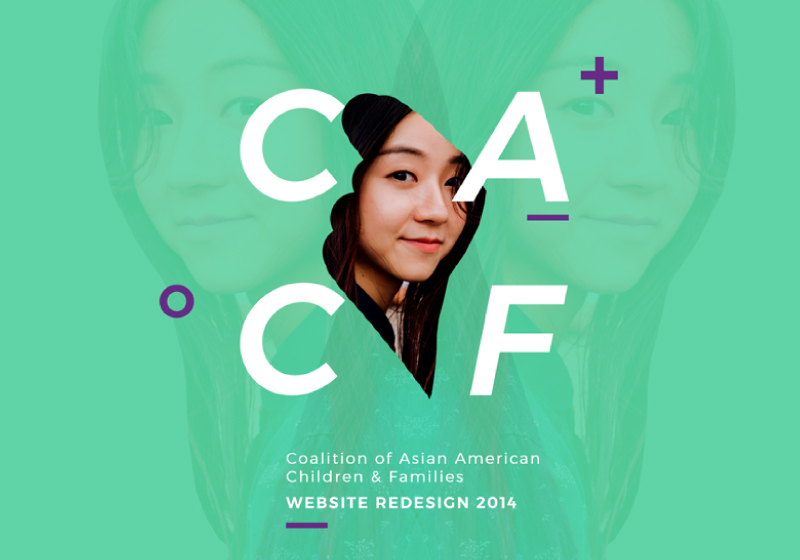 CA
CF
Coalition of Asian American
Children & Families
WEBSITE REDESIGN 2014